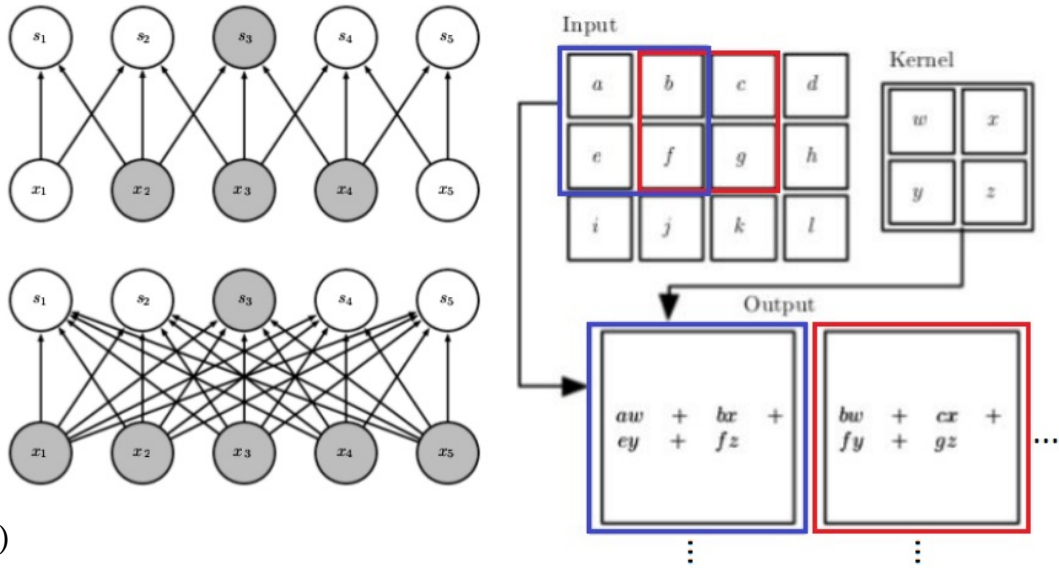 s1 s2 s3 s4 s5
x1 x2 x3 x4 x5
s1 s2 s3 s4 s5
x1 x2 x3 x4 x5
)
Input
a b c d
e f g h
i j k l
Kernel
w x
y z
Output
aw + bx +
ey + fz
bw + cx +
fy + gz
...
⋮ ⋮